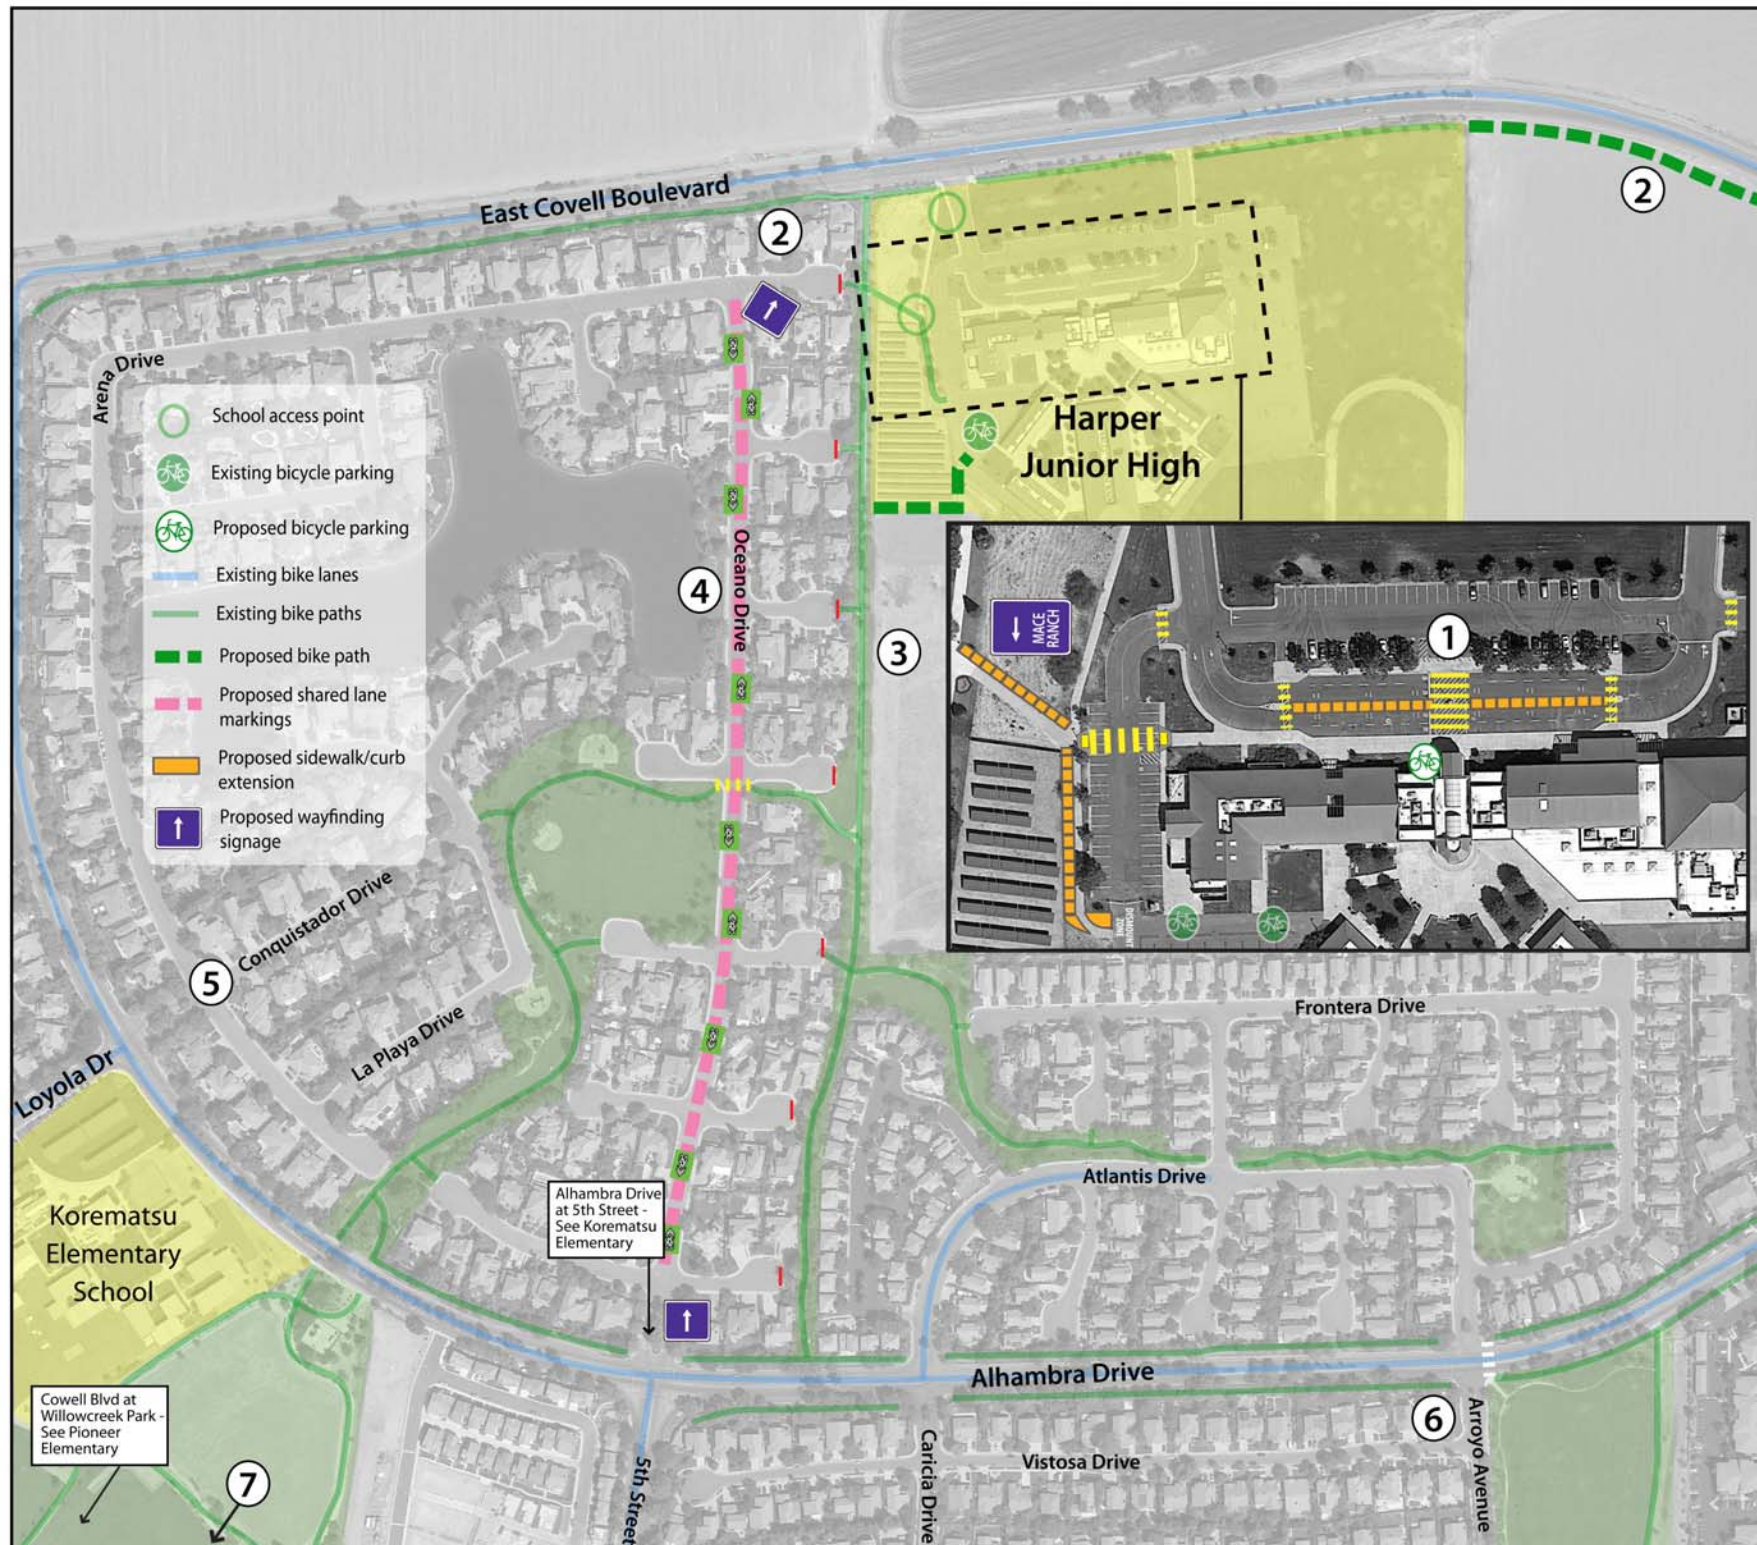 East Covell Boulevard
2
2
Arena Drive
School access point
Existing bicycle parking
Proposed bicycle parking
Existing bike lanes
Existing bike paths
Proposed bike path
Proposed shared lane
markings
Proposed sidewalk/curb
extension
Proposed wayfinding
signage
Harper
Junior High
Oceano Drive
4
3
MACE
RANCH
1
DISMOUNT
ZONE
Conquistador Drive
5
La Playa Drive
Loyola Dr
Frontera Drive
Atlantis Drive
Korematsu
Elementary
School
Alhambra Drive
at 5th Street -
See Korematsu
Elementary
Alhambra Drive
Cowell Blvd at
Willowcreek Park -
See Pioneer
Elementary
7
5th Street
Caricia Drive
Vistosa Drive
6
Arroyo Avenue